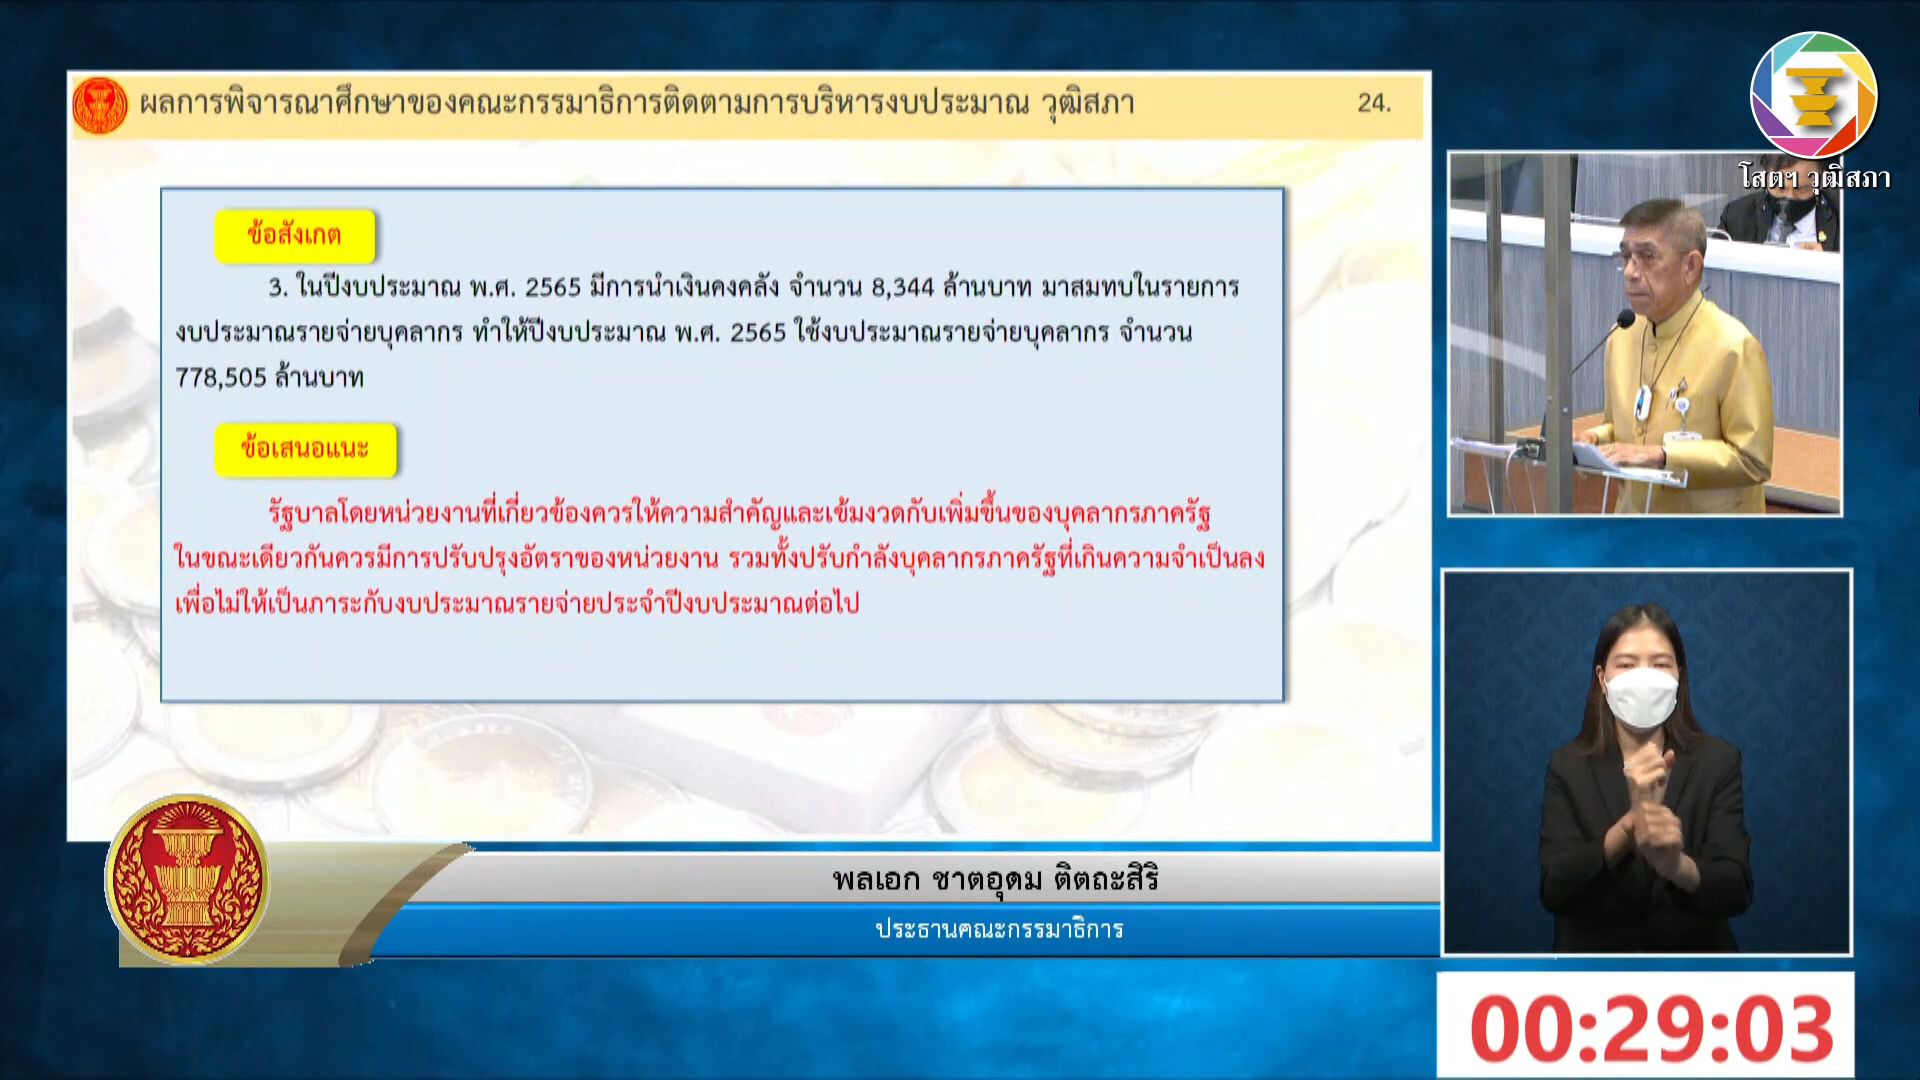 ผลการพิจารณาศึกษาของคณะกรรมาธิการติดตามการบริหารงบประมาณ วุฒิสภา
24.
โสตฯ วุฒิสภา
ข้อสังเกต
3. ในปีงบประมาณ พ.ศ. 2565 มีการนำเงินคงคลัง จำนวน 8,344 ล้านบาท มาสมทบในรายการ
งบประมาณรายจ่ายบุคลากร ทำให้ปีงบประมาณ พ.ศ. 2565 ใช้งบประมาณรายจ่ายบุคลากร จำนวน
778,505 ล้านบาท
ข้อเสนอแนะ
รัฐบาลโดยหน่วยงานที่เกี่ยวข้องควรให้ความสำคัญและเข้มงวดกับเพิ่มขึ้นของบุคลากรภาครัฐ
ในขณะเดียวกันควรมีการปรับปรุงอัตราของหน่วยงาน รวมทั้งปรับกำลังบุคลากรภาครัฐที่เกินความจำเป็นลง
เพื่อไม่ให้เป็นภาระกับงบประมาณรายจ่ายประจำปีงบประมาณต่อไป
พลเอก ชาตอุดม ติตถะสิริ
ประธานคณะกรรมาธิการ
00:29:03